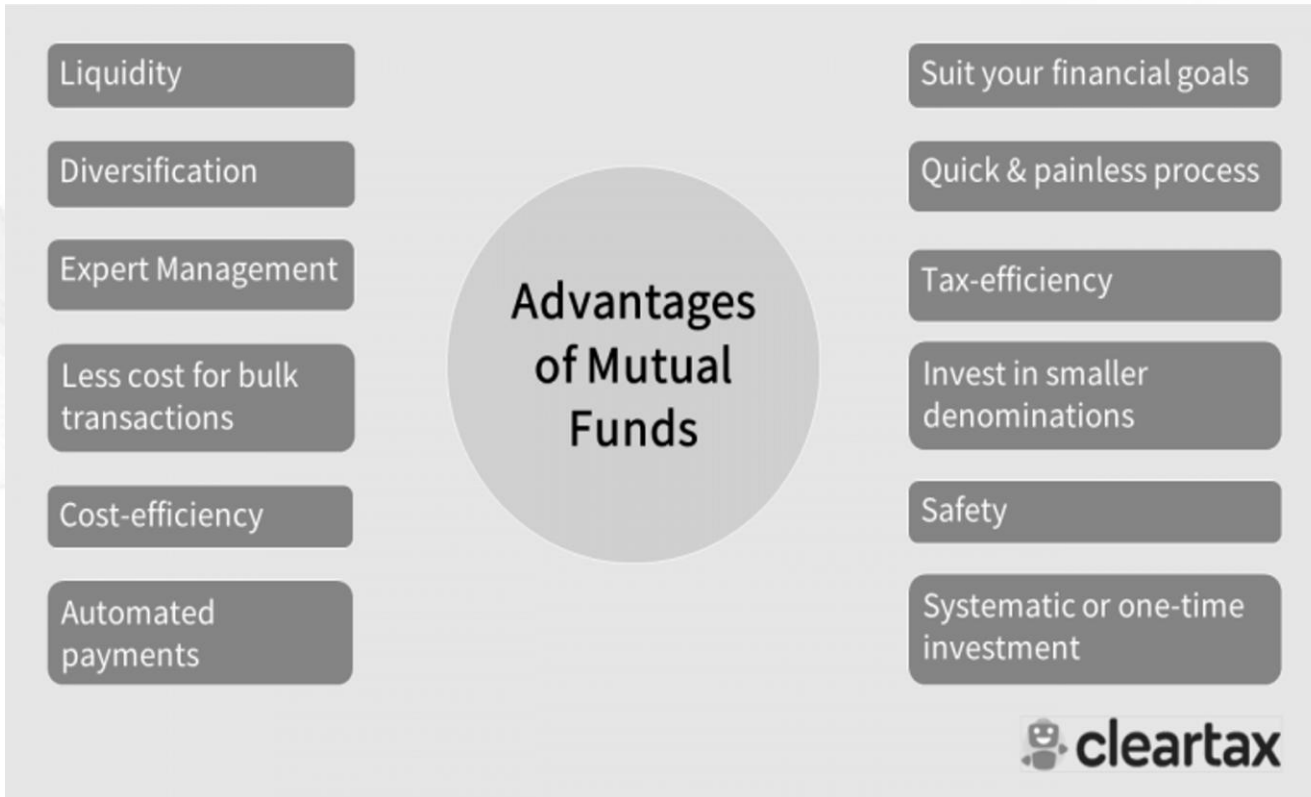 Liquidity
Diversification
Expert Management
Less cost for bulk
transactions
Cost-efficiency
Automated
payments
Advantages
of Mutual
Funds
Suit your financial goals
Quick & painless process
Tax-efficiency
Invest in smaller
denominations
Safety
Systematic or one-time
investment
cleartax